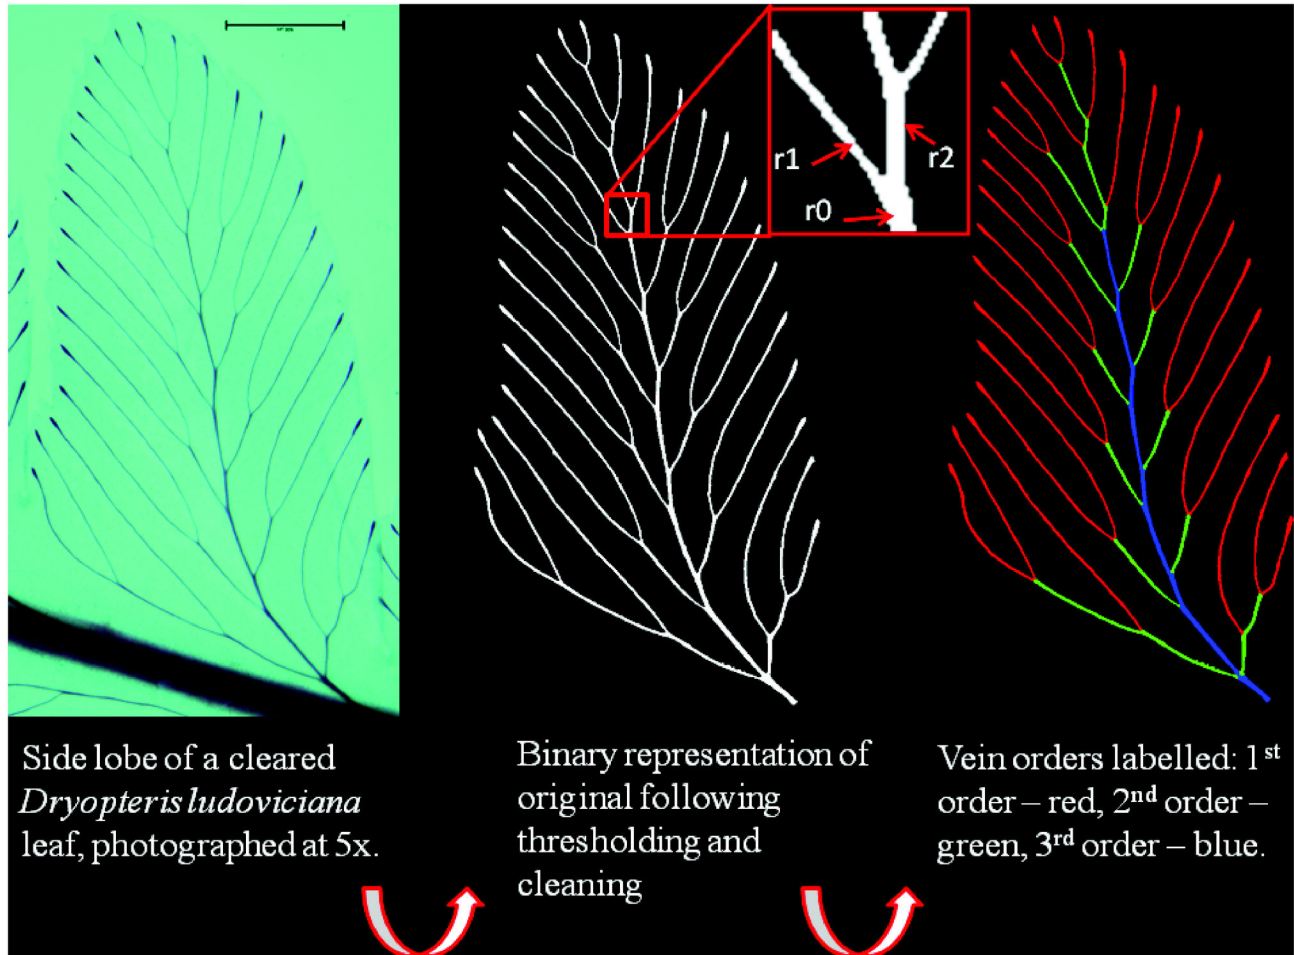 r1
r2
r0
Side lobe of a cleared
Dryopteris ludoviciana
leaf, photographed at 5x.
Binary representation of
original following
thresholding and
cleaning
Vein orders labelled: 1st
order – red, 2nd order –
green, 3rd order – blue.